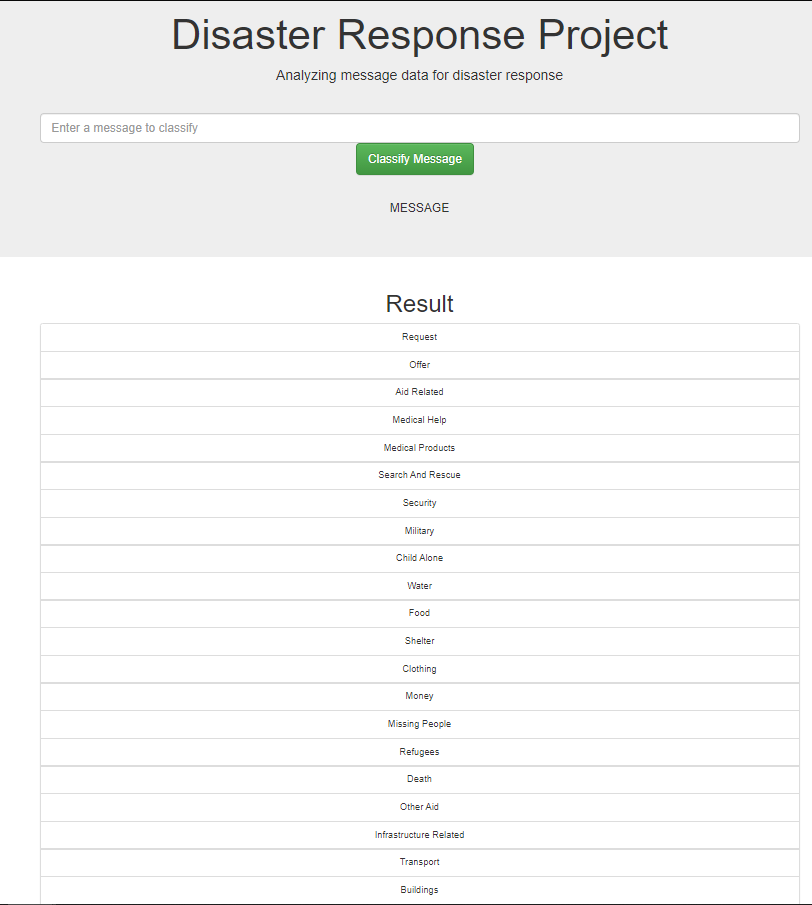 Disaster Response Project
Analyzing message data for disaster response
Enter a message to classify
Classify Message
MESSAGE
Result
Request
Offer
Aid Related
Medical Help
Medical Products
Search And Rescue
Security
Military
Child Alone
Water
Food
Shelter
Clothing
Money
Missing People
Refugees
Death
Other Aid
Infrastructure Related
Transport
Buildings